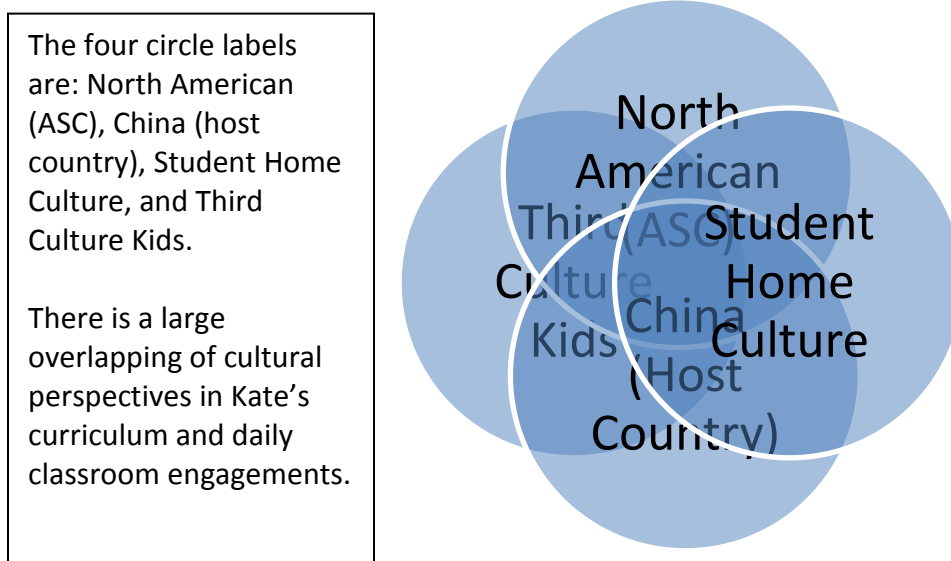 The four circle labels
are: North American
(ASC), China (host
country), Student Home
Culture, and Third
Culture Kids.
There is a large
overlapping of cultural
perspectives in Kate’s
curriculum and daily
classroom engagements.
North
American
(ASC)
Student
Home
Culture
China
(Host
Country)
Third
Culture
Kids